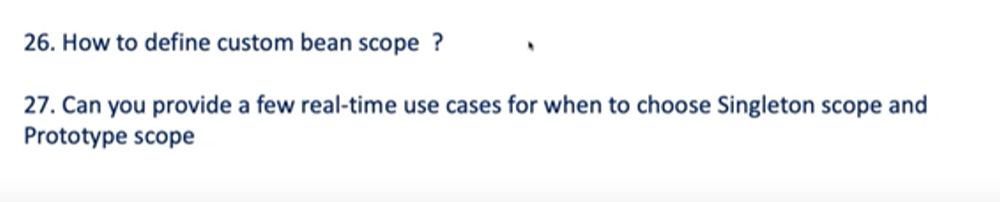 26. How to define custom bean scope ?
27. Can you provide a few real-time use cases for when to choose Singleton scope and
Prototype scope